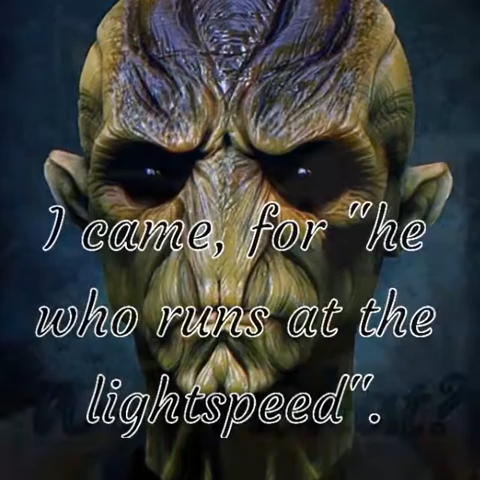 I came, for "he
who runs at the
lightspeed".